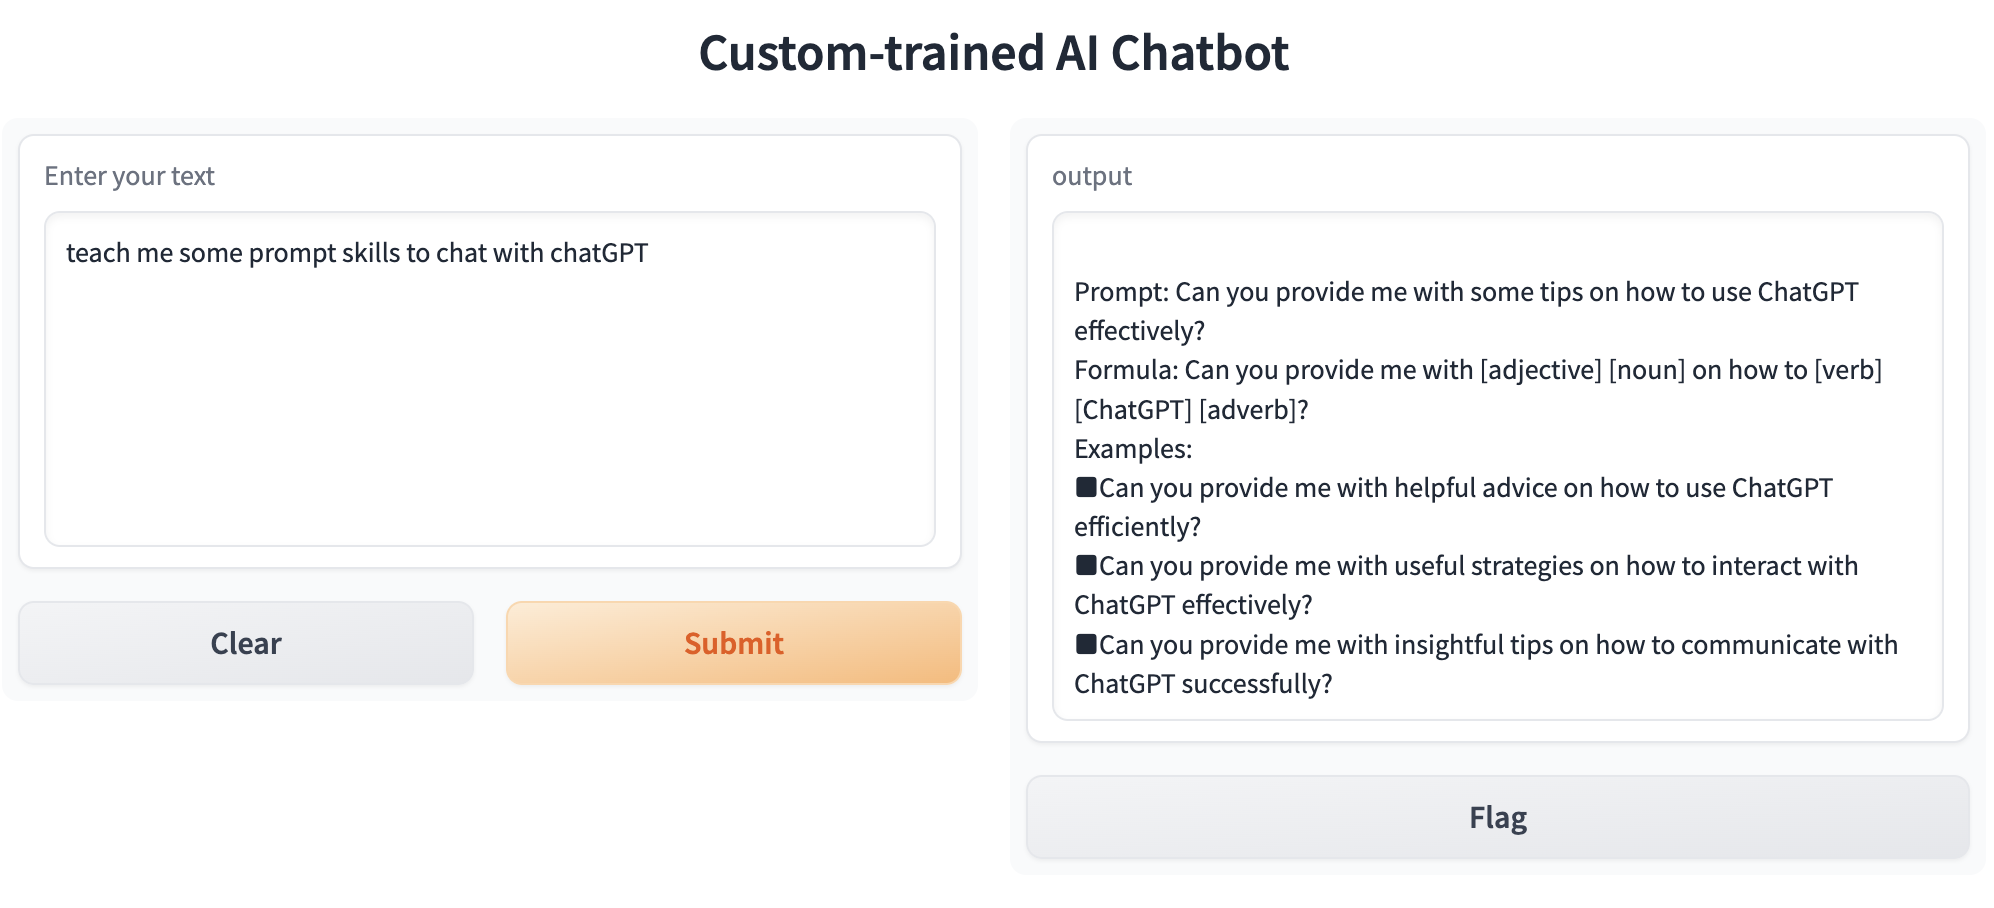 Custom-trained AI Chatbot
Enter your text
teach me some prompt skills to chat with chatGPT
Clear
Submit
output
Prompt: Can you provide me with some tips on how to use ChatGPT
effectively?
Formula: Can you provide me with [adjective] [noun] on how to [verb]
[ChatGPT] [adverb]?
Examples:
■Can you provide me with helpful advice on how to use ChatGPT
efficiently?
■Can you provide me with useful strategies on how to interact with
ChatGPT effectively?
■Can you provide me with insightful tips on how to communicate with
ChatGPT successfully?
Flag